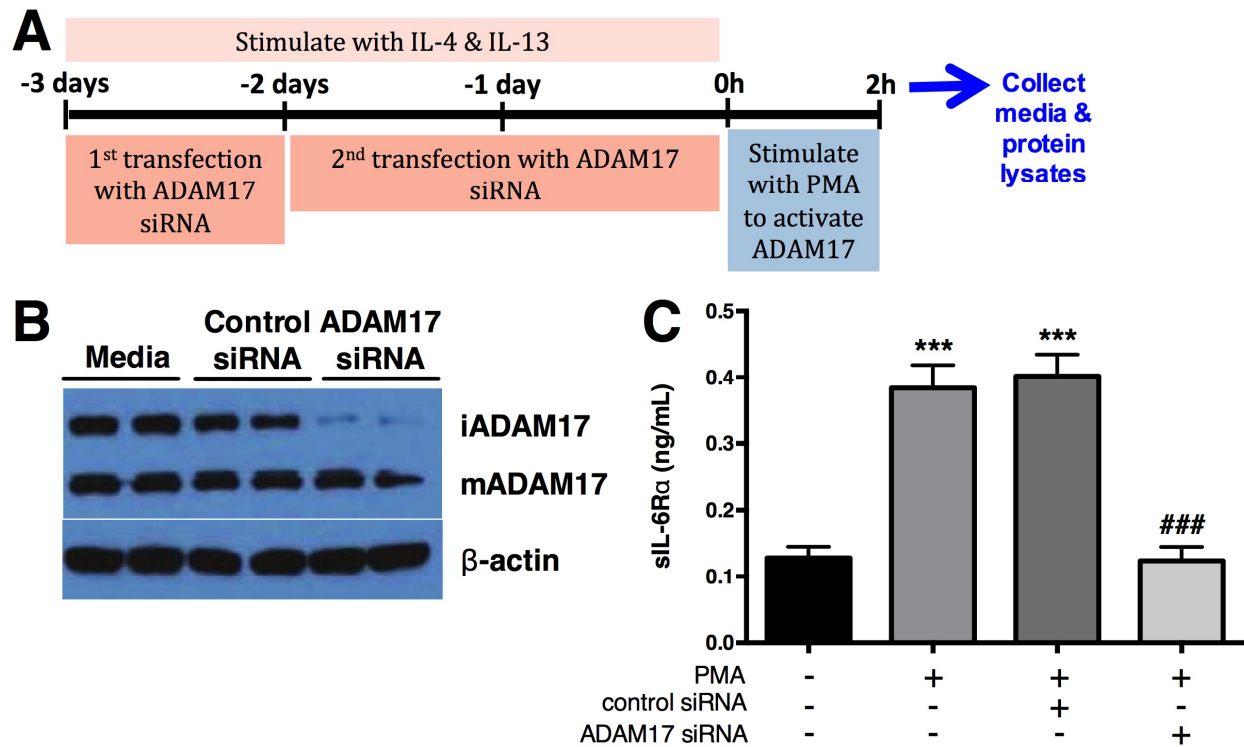 A
Stimulate with IL-4 & IL-13
-3 days -2 days -1 day 0h 2h
Collect
media &
protein
lysates
1st transfection
with ADAM17
siRNA
2nd transfection with ADAM17
siRNA
Stimulate
with PMA
to activate
ADAM17
B
Media
Control
siRNA
ADAM17
siRNA
iADAM17
mADAM17
β-actin
C
sIL-6Rα (ng/mL)
0.5
0.4
0.3
0.2
0.1
0.0
***
***
###
PMA - + + +
control siRNA - - + -
ADAM17 siRNA - - - +